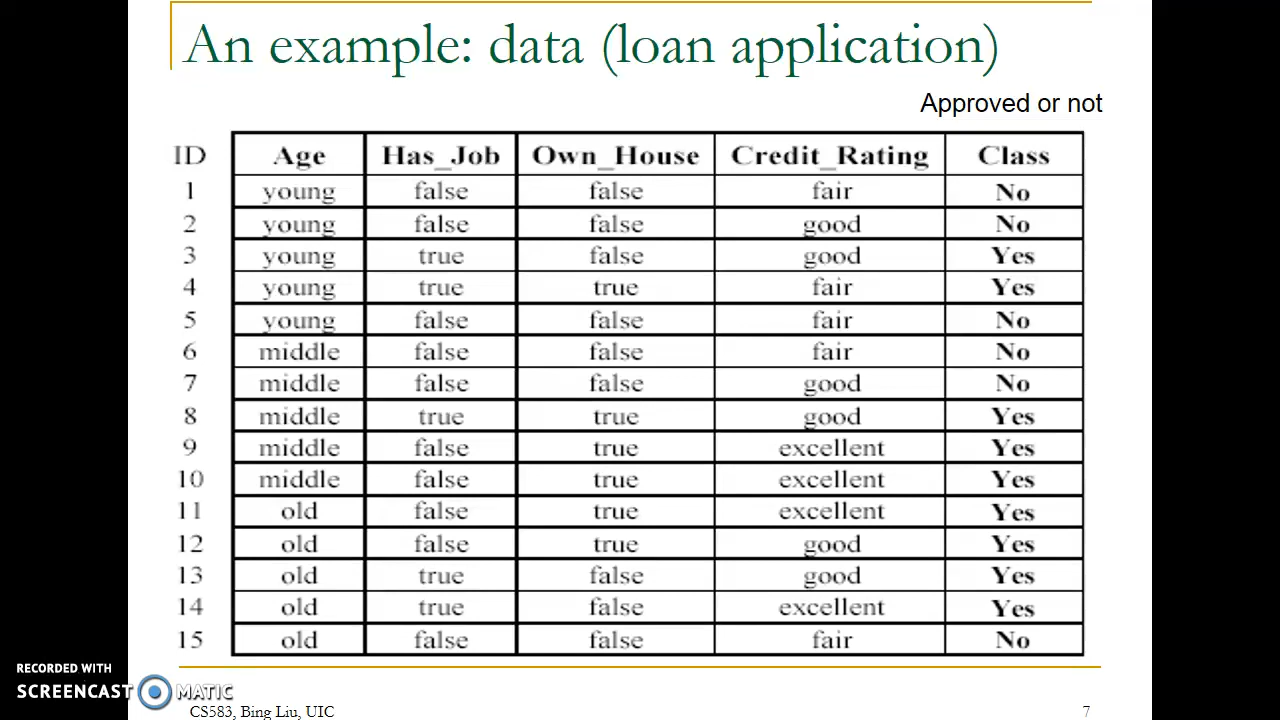 An example: data (loan application)
Approved or not
ID Age Has_Job Own_House Credit_Rating Class
1 young false false fair No
2 young false false good No
3 young true false good Yes
4 young true true fair Yes
5 young false false fair No
6 middle false false fair No
7 middle false false good No
8 middle true true good Yes
9 middle false true excellent Yes
10 middle false true excellent Yes
11 old false true excellent Yes
12 old false true good Yes
13 old true false good Yes
14 old true false excellent Yes
15 old false false fair No
RECORDED WITH
SCREENCAST MATIC
CS583, Bing Liu, UIC 7